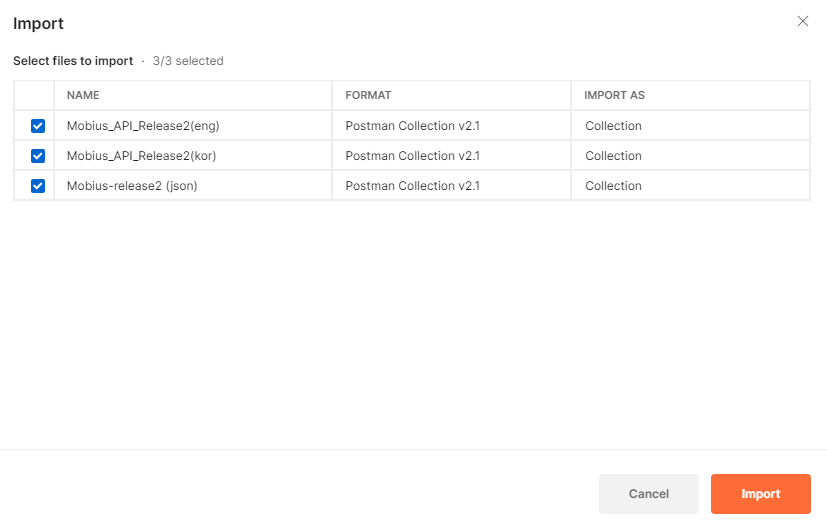 Import
Select files to import · 3/3 selected
NAME FORMAT IMPORT AS
Mobius_API_Release2(eng) Postman Collection v2.1 Collection
Mobius_API_Release2(kor) Postman Collection v2.1 Collection
Mobius-release2 (json) Postman Collection v2.1 Collection
Cancel Import